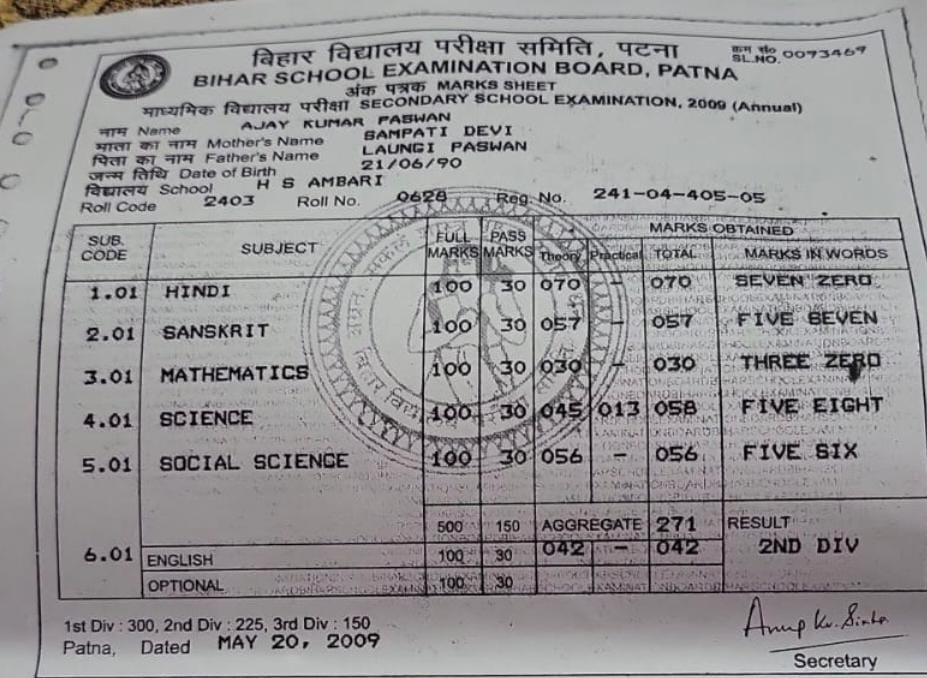 बिहार विद्यालय परीक्षा समिति, पटना
क्रम सं० SL.NO. 0093469
BIHAR SCHOOL EXAMINATION BOARD, PATNA
अंक पत्रक MARKS SHEET
माध्यमिक विद्यालय परीक्षा SECONDARY SCHOOL EXAMINATION, 2009 (Annual)
नाम Name AJAY KUMAR PASWAN
माता का नाम Mother's Name SAMPATI DEVI
पिता का नाम Father's Name LAUNGI PASWAN
जन्म तिथि Date of Birth 21/06/90
विद्यालय School H S AMBARI
Roll Code 2403 Roll No. 0628 Reg. No. 241-04-405-05
SUB. CODE SUBJECT FULL MARKS PASS MARKS MARKS OBTAINED
Theory Practical TOTAL MARKS IN WORDS
1.01 HINDI 100 30 070 - 070 SEVEN ZERO
2.01 SANSKRIT 100 30 057 - 057 FIVE SEVEN
3.01 MATHEMATICS 100 30 030 - 030 THREE ZERO
4.01 SCIENCE 100 30 045 013 058 FIVE EIGHT
5.01 SOCIAL SCIENCE 100 30 056 - 056 FIVE SIX
500 150 AGGREGATE 271 RESULT
6.01 ENGLISH 100 30 042 - 042 2ND DIV
OPTIONAL 100 30
1st Div : 300, 2nd Div : 225, 3rd Div : 150
Patna, Dated MAY 20, 2009
Anup Kr. Sinha
Secretary